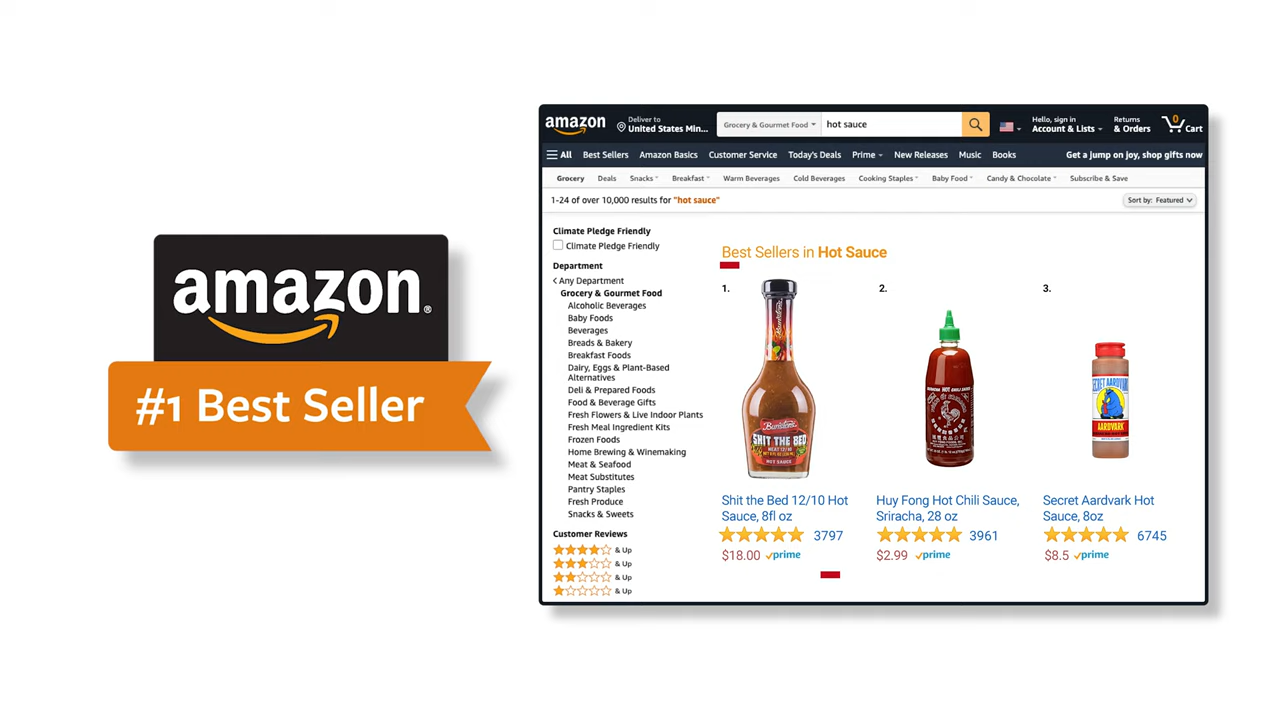 amazon
#1 Best Seller
amazon
Deliver to
United States Min...
Grocery & Gourmet Food
hot sauce
Hello, sign in
Account & Lists
Returns
& Orders
0
Cart
All
Best Sellers
Amazon Basics
Customer Service
Today's Deals
Prime
New Releases
Music
Books
Get a jump on joy, shop gifts now
Grocery
Deals
Snacks
Breakfast
Warm Beverages
Cold Beverages
Cooking Staples
Baby Food
Candy & Chocolate
Subscribe & Save
1-24 of over 10,000 results for "hot sauce"
Sort by: Featured
Climate Pledge Friendly
Climate Pledge Friendly
Department
Any Department
Grocery & Gourmet Food
Alcoholic Beverages
Baby Foods
Beverages
Breads & Bakery
Breakfast Foods
Dairy, Eggs & Plant-Based
Alternatives
Deli & Prepared Foods
Food & Beverage Gifts
Fresh Flowers & Live Indoor Plants
Fresh Meal Ingredient Kits
Frozen Foods
Home Brewing & Winemaking
Meat & Seafood
Meat Substitutes
Pantry Staples
Fresh Produce
Snacks & Sweets
Customer Reviews
& Up
& Up
& Up
& Up
Best Sellers in Hot Sauce
1.
SHIT THE BED
HOT SAUCE
Shit the Bed 12/10 Hot
Sauce, 8fl oz
3797
$18.00 prime
2.
SRIRACHA HOT CHILI SAUCE
Huy Fong Hot Chili Sauce,
Sriracha, 28 oz
3961
$2.99 prime
3.
SECRET AARDVARK
AARDVARK
Secret Aardvark Hot
Sauce, 8oz
6745
$8.5 prime